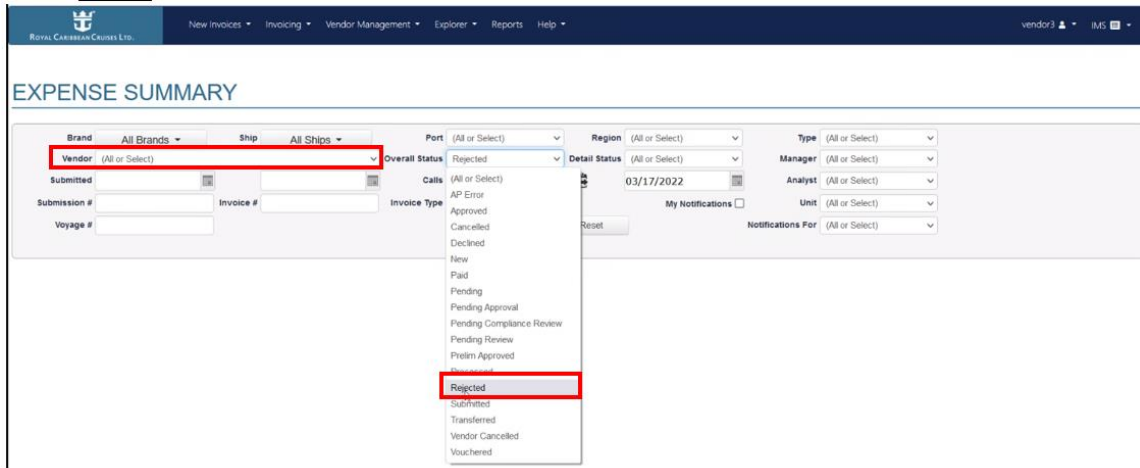 ROYAL CARIBBEAN CRUISES LTD.
New Invoices Invoicing Vendor Management Explorer Reports Help vendor3 IMS
EXPENSE SUMMARY
Brand All Brands Ship All Ships Port (All or Select) Region (All or Select) Type (All or Select)
Vendor (All or Select) Overall Status Rejected Detail Status (All or Select) Manager (All or Select)
Submitted Calls 03/17/2022 Analyst (All or Select)
Submission # Invoice # Invoice Type My Notifications Unit (All or Select)
Voyage # Reset Notifications For (All or Select)
(All or Select)
AP Error
Approved
Cancelled
Declined
New
Paid
Pending
Pending Approval
Pending Compliance Review
Pending Review
Prelim Approved
Processed
Rejected
Submitted
Transferred
Vendor Cancelled
Vouchered